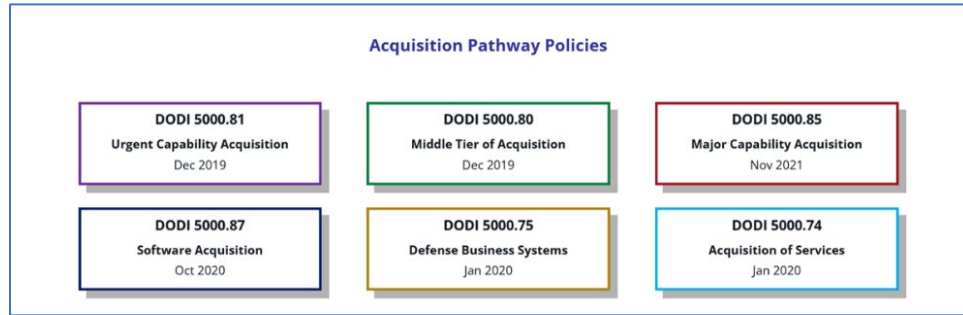 Acquisition Pathway Policies
DODI 5000.81
Urgent Capability Acquisition
Dec 2019
DODI 5000.80
Middle Tier of Acquisition
Dec 2019
DODI 5000.85
Major Capability Acquisition
Nov 2021
DODI 5000.87
Software Acquisition
Oct 2020
DODI 5000.75
Defense Business Systems
Jan 2020
DODI 5000.74
Acquisition of Services
Jan 2020